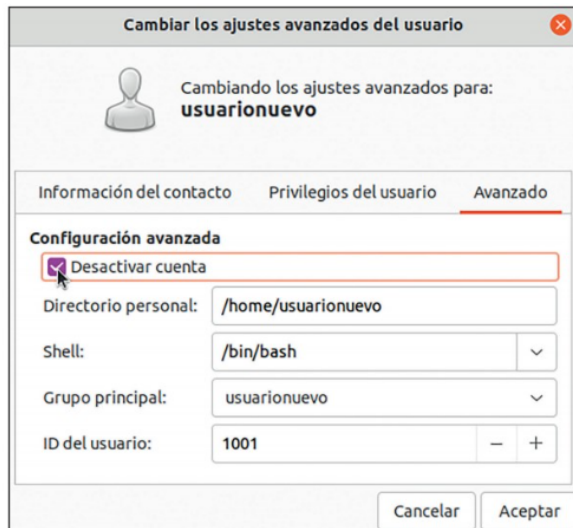 Cambiar los ajustes avanzados del usuario
Cambiando los ajustes avanzados para:
usuarionuevo
Información del contacto Privilegios del usuario Avanzado
Configuración avanzada
Desactivar cuenta
Directorio personal: /home/usuarionuevo
Shell: /bin/bash
Grupo principal: usuarionuevo
ID del usuario: 1001 − +
Cancelar Aceptar